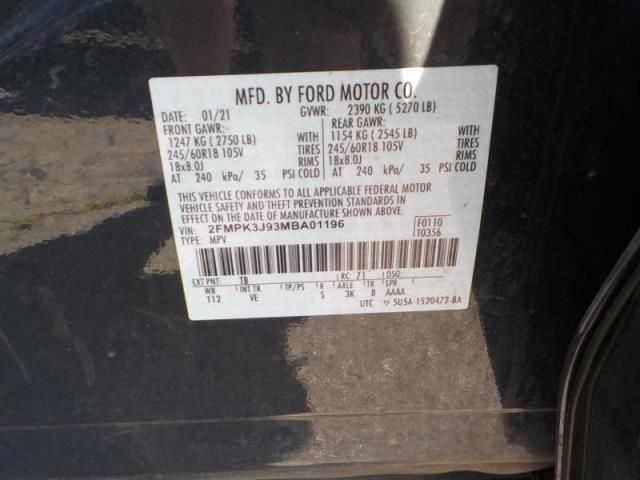 MFD. BY FORD MOTOR CO.
DATE: 01/21 GVWR: 2390 KG ( 5270 LB)
FRONT GAWR: REAR GAWR:
1247 KG ( 2750 LB) WITH 1154 KG ( 2545 LB) WITH
245/60R18 105V TIRES 245/60R18 105V TIRES
18x8.0J RIMS 18x8.0J RIMS
AT 240 kPa/ 35 PSI COLD AT 240 kPa/ 35 PSI COLD
THIS VEHICLE CONFORMS TO ALL APPLICABLE FEDERAL MOTOR
VEHICLE SAFETY AND THEFT PREVENTION STANDARDS IN
EFFECT ON THE DATE OF MANUFACTURE SHOWN ABOVE.
VIN: 2FMPK3J93MBA01196 F0110
TYPE: MPV T0356
EXT PNT: TB RC: 71 DSO:
WB INT TR TP/PS R AXLE TR SPR
112 VE S 3K 8 AAAA
UTC ▽ 5U5A-1520472-BA